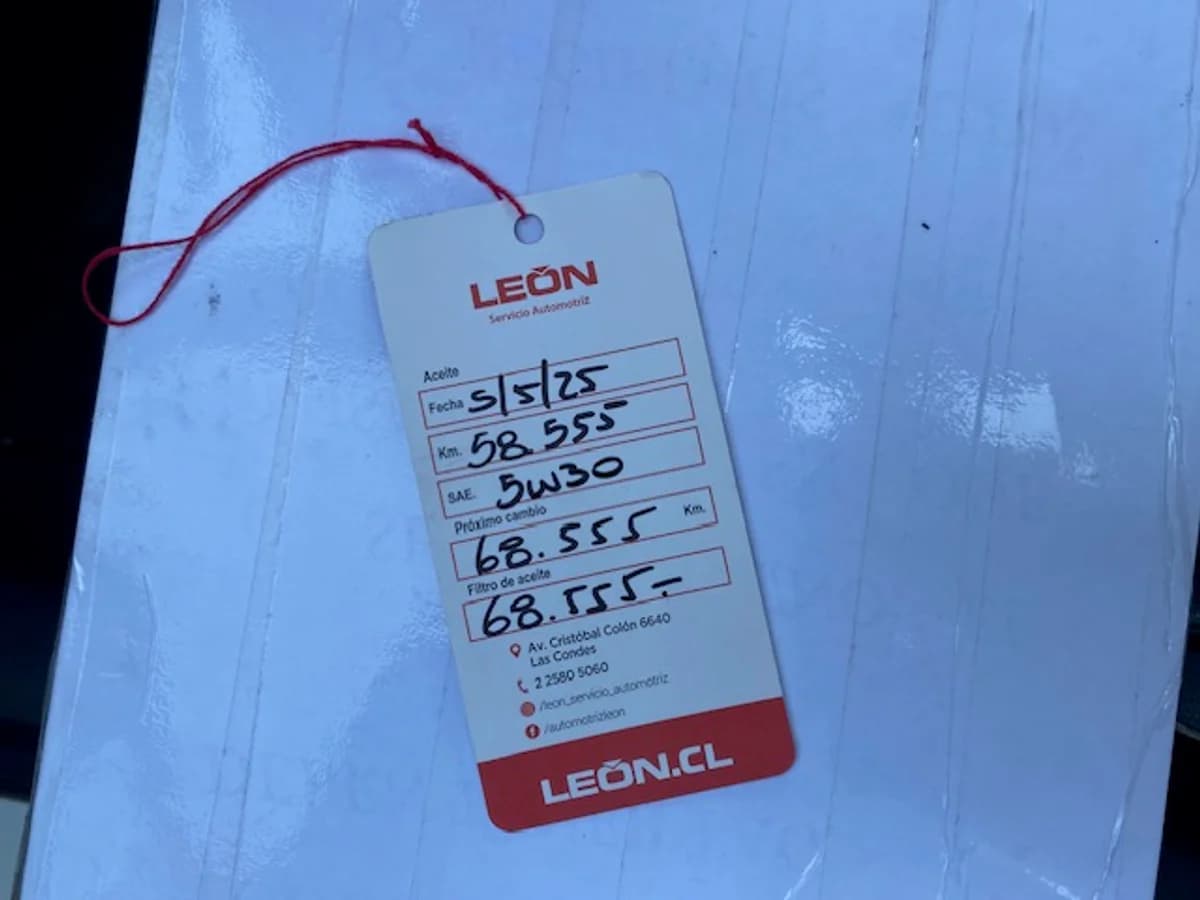 LEÓN
Servicio Automotriz
Aceite
Fecha 5/5/25
Km. 58.555
SAE. 5W30
Próximo cambio
68.555 Km.
Filtro de aceite
68.555.-
Av. Cristóbal Colón 6640
Las Condes
2 2580 5060
/leon_servicio_automotriz
/automotrizleon
LEÓN.CL